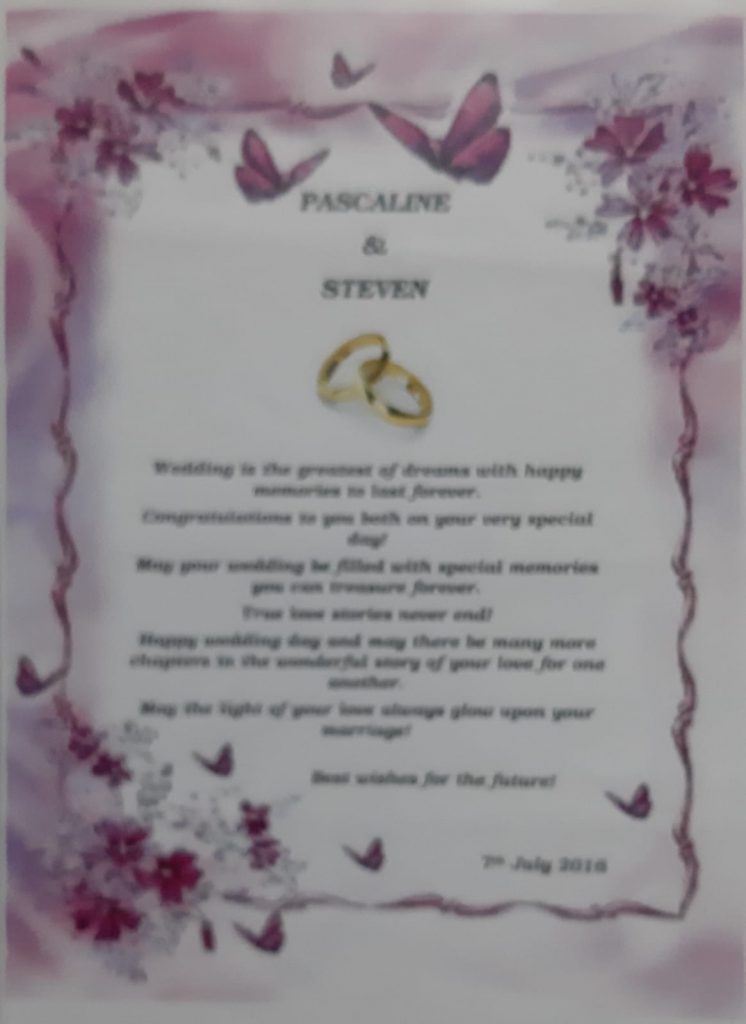 PASCALINE
&
STEVEN
Wedding is the greatest of dreams with happy
memories to last forever.
Congratulations to you both on your very special
day!
May your wedding be filled with special memories
you can treasure forever.
True love stories never end!
Happy wedding day and may there be many more
chapters in the wonderful story of your love for one
another.
May the light of your love always glow upon your
marriage!
Best wishes for the future!
7th July 2016